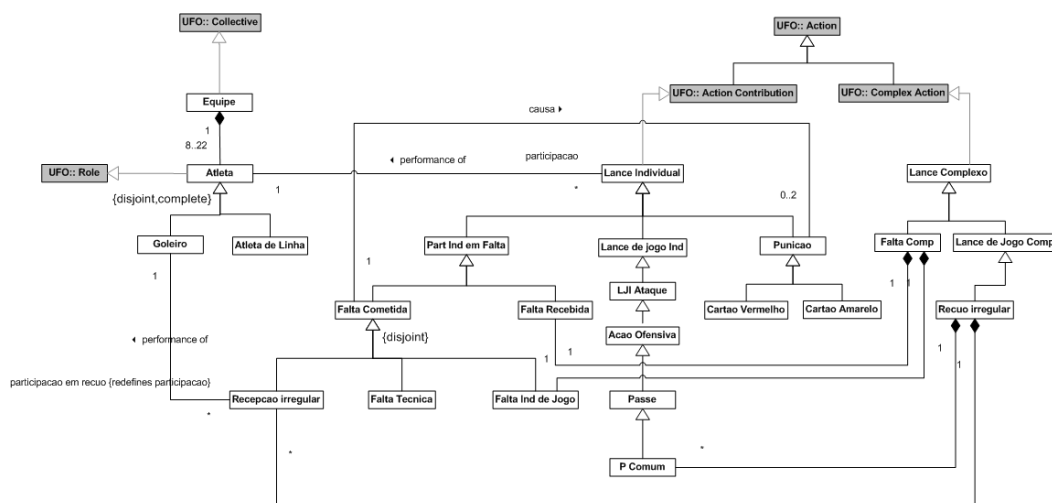 UFO:: Collective
UFO:: Action
Equipe
UFO:: Action Contribution
UFO:: Complex Action
causa
1
8..22
performance of
participacao
UFO:: Role
Atleta
Lance Individual
Lance Complexo
1
*
{disjoint,complete}
0..2
Goleiro
Atleta de Linha
Part Ind em Falta
Lance de jogo Ind
Punicao
Falta Comp
Lance de Jogo Comp
1
1
1
1
LJI Ataque
Falta Cometida
Falta Recebida
Cartao Vermelho
Cartao Amarelo
Recuo irregular
performance of
{disjoint}
Acao Ofensiva
1
1
1
1
participacao em recuo {redefines participacao}
Recepcao irregular
Falta Tecnica
Falta Ind de Jogo
Passe
*
*
*
P Comum